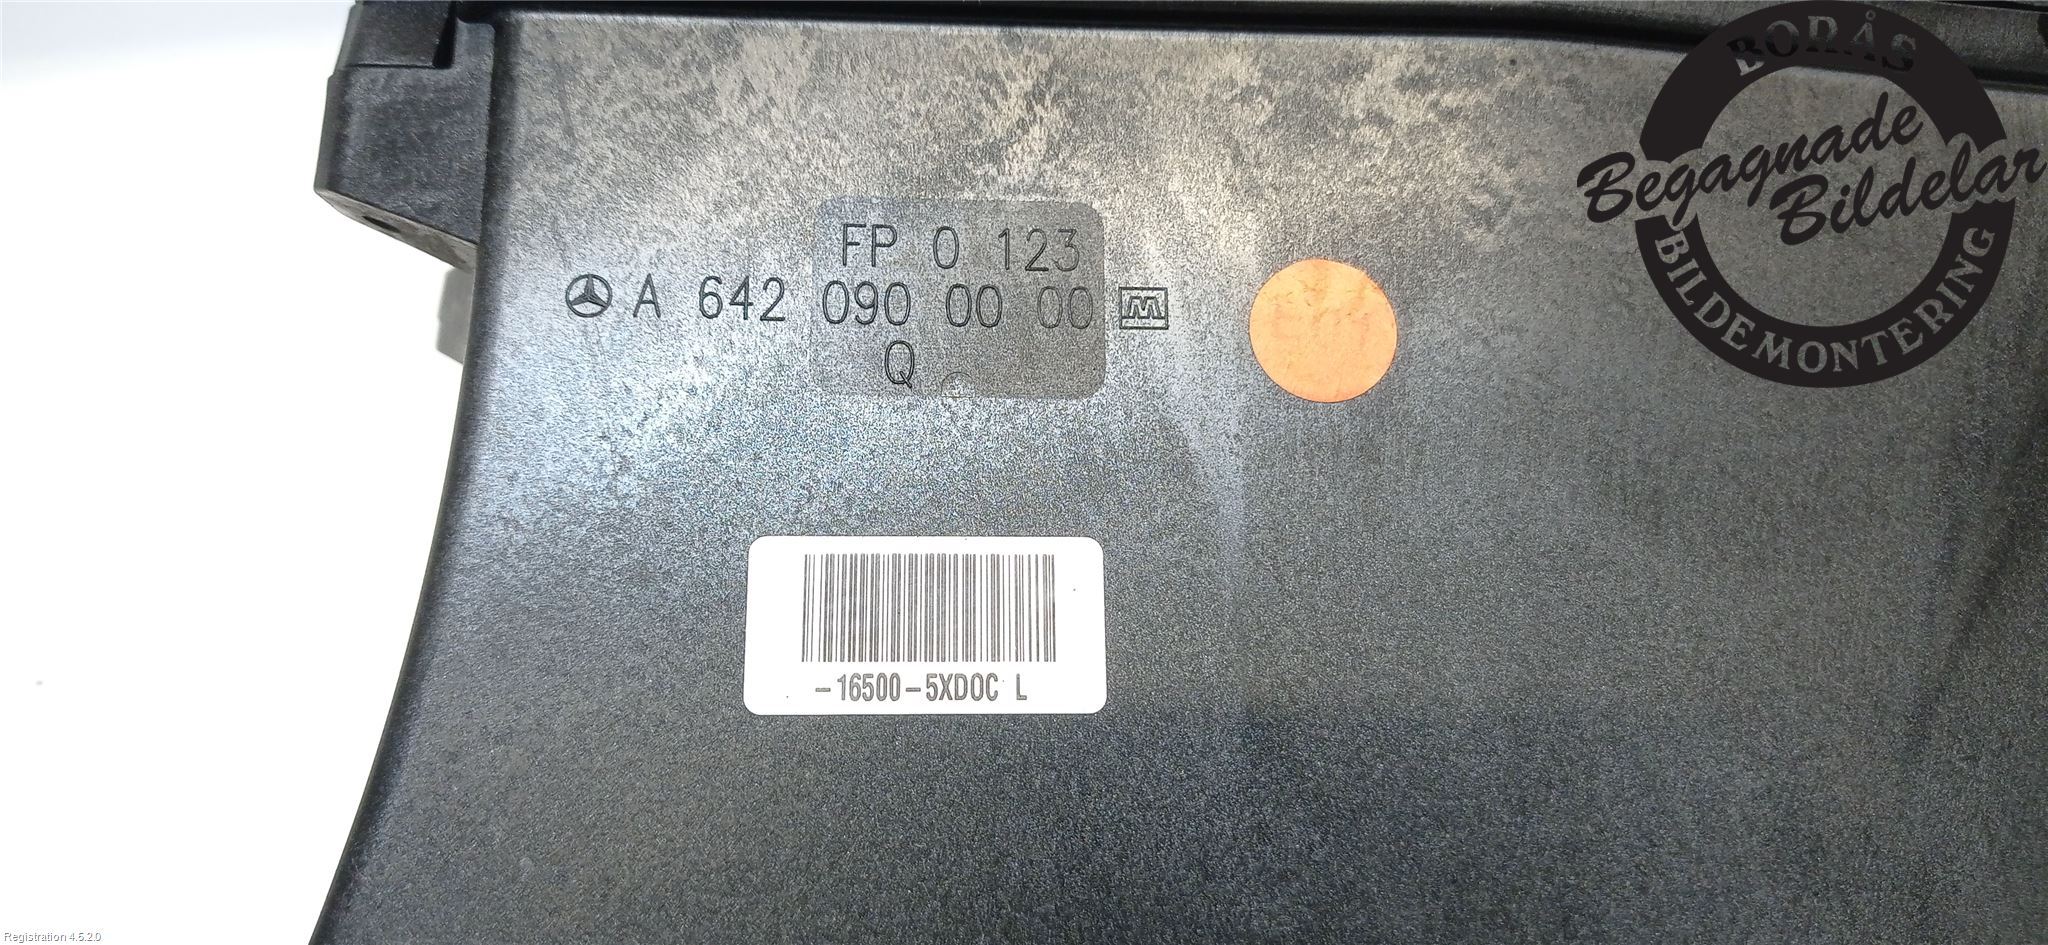 FP 0 123
A 642 090 00 00
Q
-16500-5XD0C L
BORÅS
Begagnade
Bildelar
BILDEMONTERING
Registration 4.5.2.0